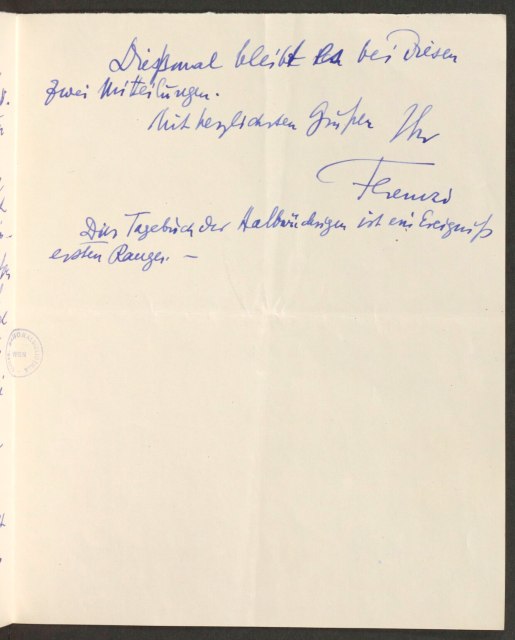 Diesmal bleibt es bei diesen
zwei Mitteilungen.
Mit herzlichsten Grüßen Ihr
Ferenczi
Das Tagebuch der Halbwüchsigen ist ein Ereigniß
ersten Ranges. —